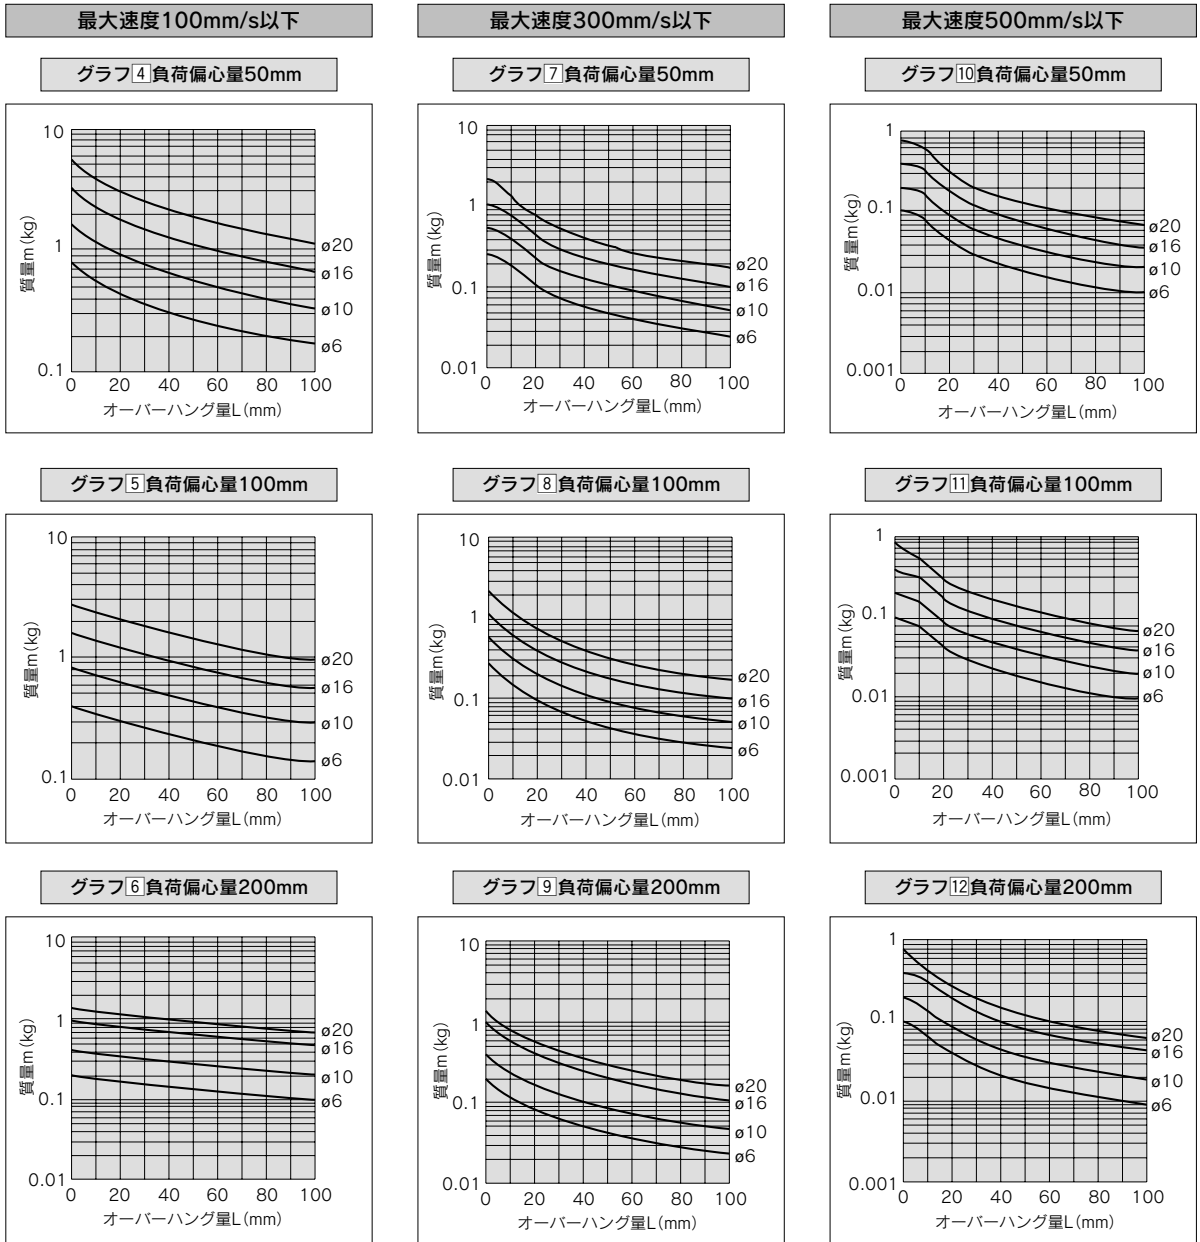 最大速度100mm/s以下
最大速度300mm/s以下
最大速度500mm/s以下
グラフ4負荷偏心量50mm
グラフ7負荷偏心量50mm
グラフ10負荷偏心量50mm
質量m(kg)
10
1
0.1
ø20
ø16
ø10
ø6
0 20 40 60 80 100
オーバーハング量L(mm)
質量m(kg)
10
1
0.1
0.01
ø20
ø16
ø10
ø6
0 20 40 60 80 100
オーバーハング量L(mm)
質量m(kg)
1
0.1
0.01
0.001
ø20
ø16
ø10
ø6
0 20 40 60 80 100
オーバーハング量L(mm)
グラフ5負荷偏心量100mm
グラフ8負荷偏心量100mm
グラフ11負荷偏心量100mm
質量m(kg)
10
1
0.1
ø20
ø16
ø10
ø6
0 20 40 60 80 100
オーバーハング量L(mm)
質量m(kg)
10
1
0.1
0.01
ø20
ø16
ø10
ø6
0 20 40 60 80 100
オーバーハング量L(mm)
質量m(kg)
1
0.1
0.01
0.001
ø20
ø16
ø10
ø6
0 20 40 60 80 100
オーバーハング量L(mm)
グラフ6負荷偏心量200mm
グラフ9負荷偏心量200mm
グラフ12負荷偏心量200mm
質量m(kg)
10
1
0.1
0.01
ø20
ø16
ø10
ø6
0 20 40 60 80 100
オーバーハング量L(mm)
質量m(kg)
10
1
0.1
0.01
ø20
ø16
ø10
ø6
0 20 40 60 80 100
オーバーハング量L(mm)
質量m(kg)
1
0.1
0.01
0.001
ø20
ø16
ø10
ø6
0 20 40 60 80 100
オーバーハング量L(mm)